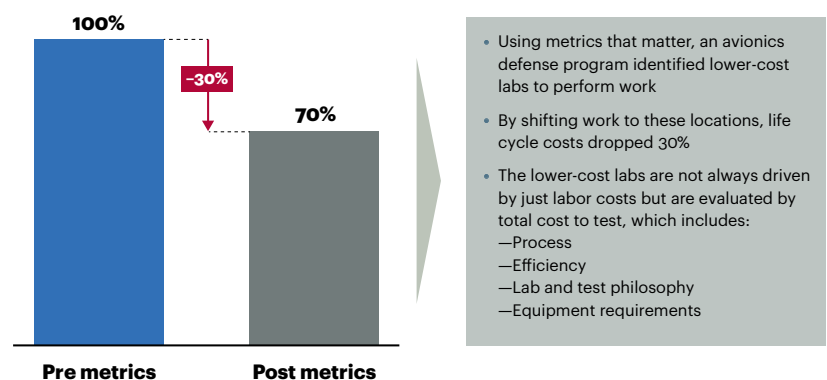 100%
–30%
70%
Pre metrics
Post metrics
• Using metrics that matter, an avionics
defense program identified lower-cost
labs to perform work
• By shifting work to these locations, life
cycle costs dropped 30%
• The lower-cost labs are not always driven
by just labor costs but are evaluated by
total cost to test, which includes:
—Process
—Efficiency
—Lab and test philosophy
—Equipment requirements